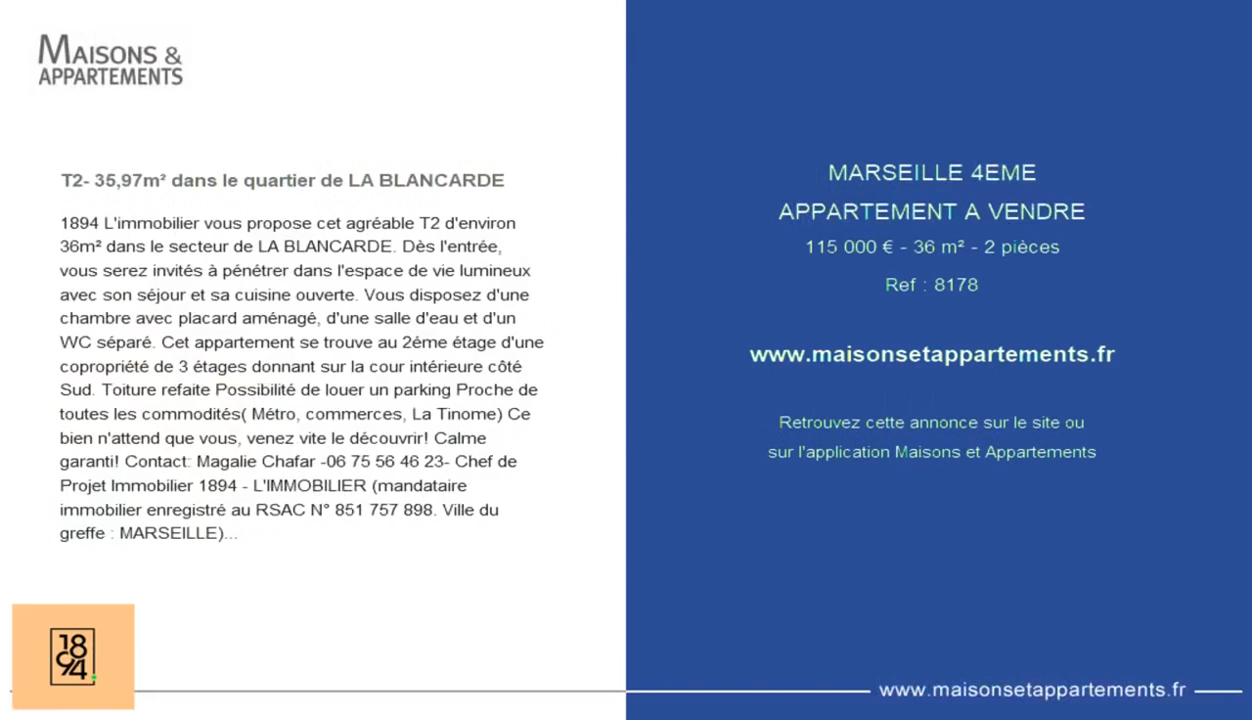 MAISONS &
APPARTEMENTS
T2- 35,97m² dans le quartier de LA BLANCARDE
1894 L'immobilier vous propose cet agréable T2 d'environ
36m² dans le secteur de LA BLANCARDE. Dès l'entrée,
vous serez invités à pénétrer dans l'espace de vie lumineux
avec son séjour et sa cuisine ouverte. Vous disposez d'une
chambre avec placard aménagé, d'une salle d'eau et d'un
WC séparé. Cet appartement se trouve au 2éme étage d'une
copropriété de 3 étages donnant sur la cour intérieure côté
Sud. Toiture refaite Possibilité de louer un parking Proche de
toutes les commodités( Métro, commerces, La Tinome) Ce
bien n'attend que vous, venez vite le découvrir! Calme
garanti! Contact: Magalie Chafar -06 75 56 46 23- Chef de
Projet Immobilier 1894 - L'IMMOBILIER (mandataire
immobilier enregistré au RSAC N° 851 757 898. Ville du
greffe : MARSEILLE)...
1894
MARSEILLE 4EME
APPARTEMENT A VENDRE
115 000 € - 36 m² - 2 pièces
Ref : 8178
www.maisonsetappartements.fr
Retrouvez cette annonce sur le site ou
sur l'application Maisons et Appartements
www.maisonsetappartements.fr